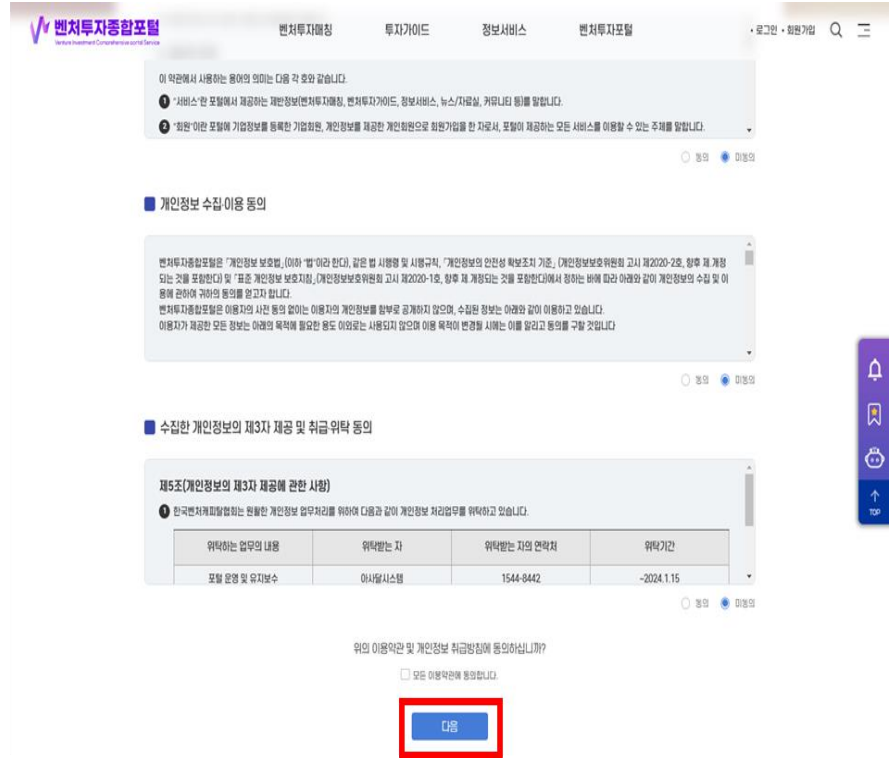 벤처투자종합포털
Venture Investment Comprehensive portal Service
벤처투자매칭
투자가이드
정보서비스
벤처투자포털
• 로그인 • 회원가입
이 약관에서 사용하는 용어의 의미는 다음 각 호와 같습니다.
1 "서비스"란 포털에서 제공하는 제반정보(벤처투자매칭, 벤처투자가이드, 정보서비스, 뉴스/자료실, 커뮤니티 등)를 말합니다.
2 "회원"이란 포털에 기업정보를 등록한 기업회원, 개인정보를 제공한 개인회원으로 회원가입을 한 자로서, 포털이 제공하는 모든 서비스를 이용할 수 있는 주체를 말합니다.
동의 미동의
개인정보 수집·이용 동의
벤처투자종합포털은 「개인정보 보호법」(이하 "법"이라 한다), 같은 법 시행령 및 시행규칙, 「개인정보의 안전성 확보조치 기준」 (개인정보보호위원회 고시 제2020-2호, 향후 제·개정
되는 것을 포함한다) 및 「표준 개인정보 보호지침」(개인정보보호위원회 고시 제2020-1호, 향후 제·개정되는 것을 포함한다)에서 정하는 바에 따라 아래와 같이 개인정보의 수집 및 이
용에 관하여 귀하의 동의를 얻고자 합니다.
벤처투자종합포털은 이용자의 사전 동의 없이는 이용자의 개인정보를 함부로 공개하지 않으며, 수집된 정보는 아래와 같이 이용하고 있습니다.
이용자가 제공한 모든 정보는 아래의 목적에 필요한 용도 이외로는 사용되지 않으며 이용 목적이 변경될 시에는 이를 알리고 동의를 구할 것입니다
동의 미동의
수집한 개인정보의 제3자 제공 및 취급·위탁 동의
제5조(개인정보의 제3자 제공에 관한 사항)
1 한국벤처캐피탈협회는 원활한 개인정보 업무처리를 위하여 다음과 같이 개인정보 처리업무를 위탁하고 있습니다.
위탁하는 업무의 내용 위탁받는 자 위탁받는 자의 연락처 위탁기간
포털 운영 및 유지보수 아사달시스템 1544-8442 ~2024.1.15
동의 미동의
위의 이용약관 및 개인정보 취급방침에 동의하십니까?
모든 이용약관에 동의합니다.
다음
TOP